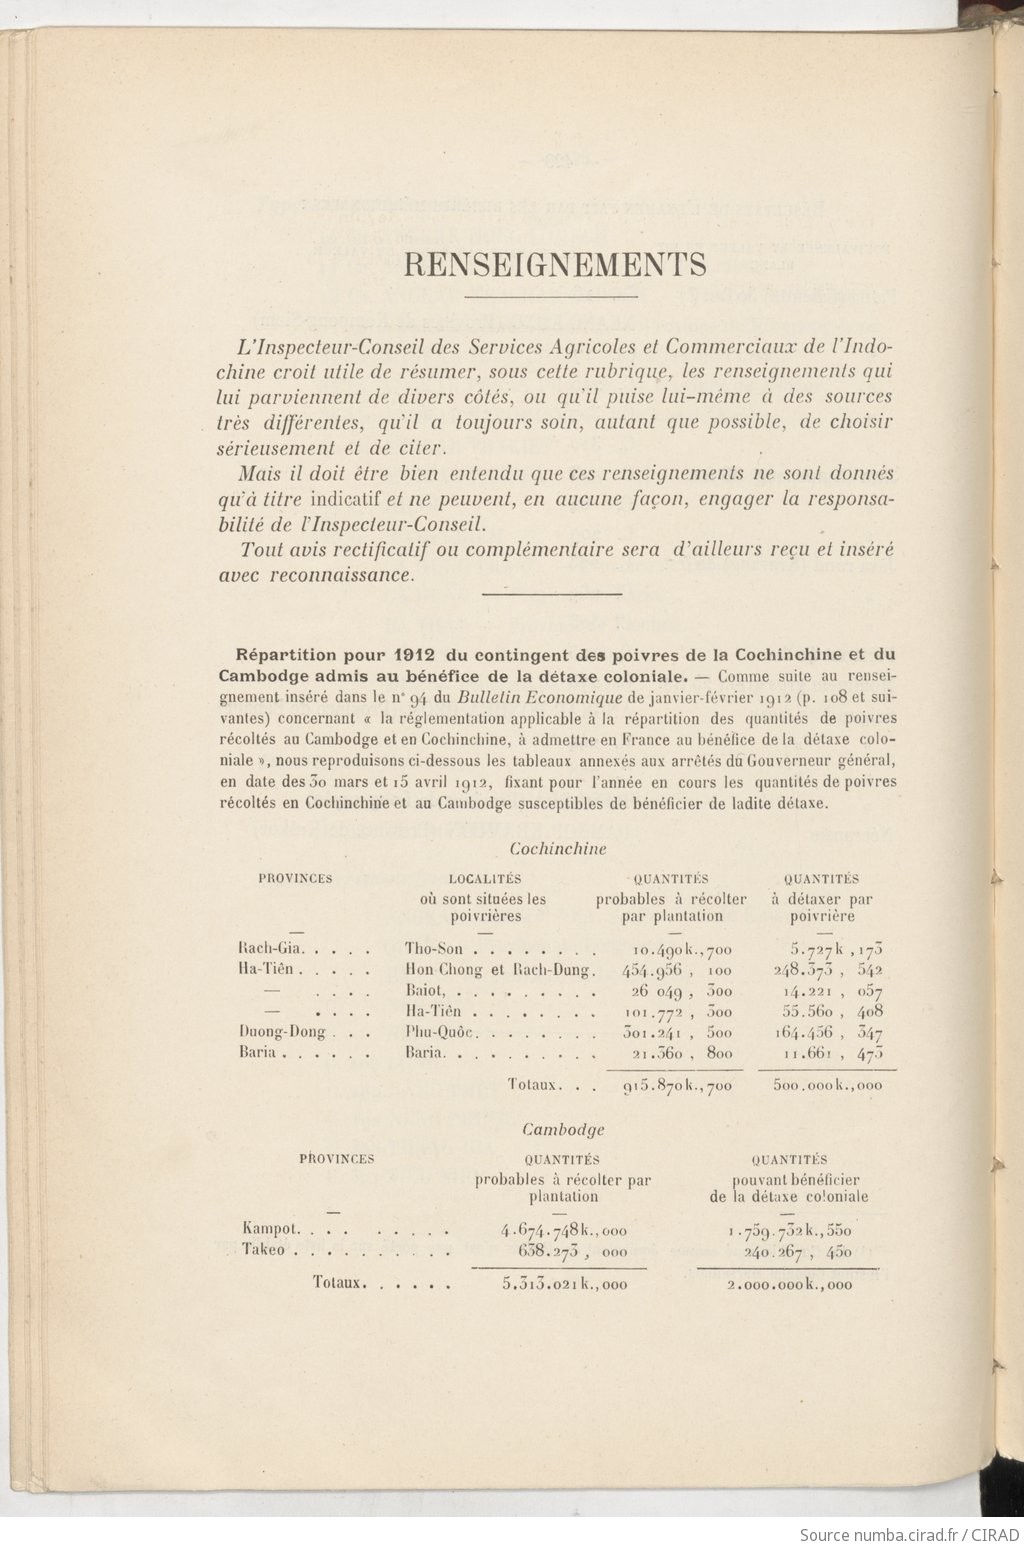 RENSEIGNEMENTS
L'Inspecteur-Conseil des Services Agricoles et Commerciaux de l'Indo-
chine croit utile de résumer, sous cette rubrique, les renseignements qui
lui parviennent de divers côtés, ou qu'il puise lui-même à des sources
très différentes, qu'il a toujours soin, autant que possible, de choisir
sérieusement et de citer.
Mais il doit être bien entendu que ces renseignements ne sont donnés
qu'à titre indicatif et ne peuvent, en aucune façon, engager la responsa-
bilité de l'Inspecteur-Conseil.
Tout avis rectificatif ou complémentaire sera d'ailleurs reçu et inséré
avec reconnaissance.
Répartition pour 1912 du contingent des poivres de la Cochinchine et du
Cambodge admis au bénéfice de la détaxe coloniale. — Comme suite au rensei-
gnement inséré dans le n° 94 du Bulletin Economique de janvier-février 1912 (p. 108 et sui-
vantes) concernant « la réglementation applicable à la répartition des quantités de poivres
récoltés au Cambodge et en Cochinchine, à admettre en France au bénéfice de la détaxe colo-
niale », nous reproduisons ci-dessous les tableaux annexés aux arrêtés du Gouverneur général,
en date des 30 mars et 15 avril 1912, fixant pour l'année en cours les quantités de poivres
récoltés en Cochinchine et au Cambodge susceptibles de bénéficier de ladite détaxe.
Cochinchine
PROVINCES LOCALITÉS QUANTITÉS QUANTITÉS
où sont situées les probables à récolter à détaxer par
poivrières par plantation poivrière
— — —
Rach-Gia. . . . . Tho-Son . . . . . . . . 10.490k.,700 5.727k ,173
Ha-Tiên . . . . . Hon Chong et Rach-Dung. 454.956 , 100 248.373 , 542
— . . . . Baiot, . . . . . . . . . 26 049 , 300 14.221 , 057
— . . . . Ha-Tiên . . . . . . . . 101.772 , 300 55.560 , 408
Duong-Dong . . . Phu-Quôc. . . . . . . . 301.241 , 500 164.456 , 347
Baria . . . . . . Baria. . . . . . . . . . 21.360 , 800 11.661 , 473
Totaux. . . 915.870k.,700 500.000k.,000
Cambodge
PROVINCES QUANTITÉS QUANTITÉS
probables à récolter par pouvant bénéficier
plantation de la détaxe coloniale
— — —
Kampot. . . . . . . . . 4.674.748k.,000 1.759.732k.,550
Takeo . . . . . . . . . . 638.273 , 000 240.267 , 450
Totaux. . . . . . 5.313.021k.,000 2.000.000k.,000
Source numba.cirad.fr / CIRAD